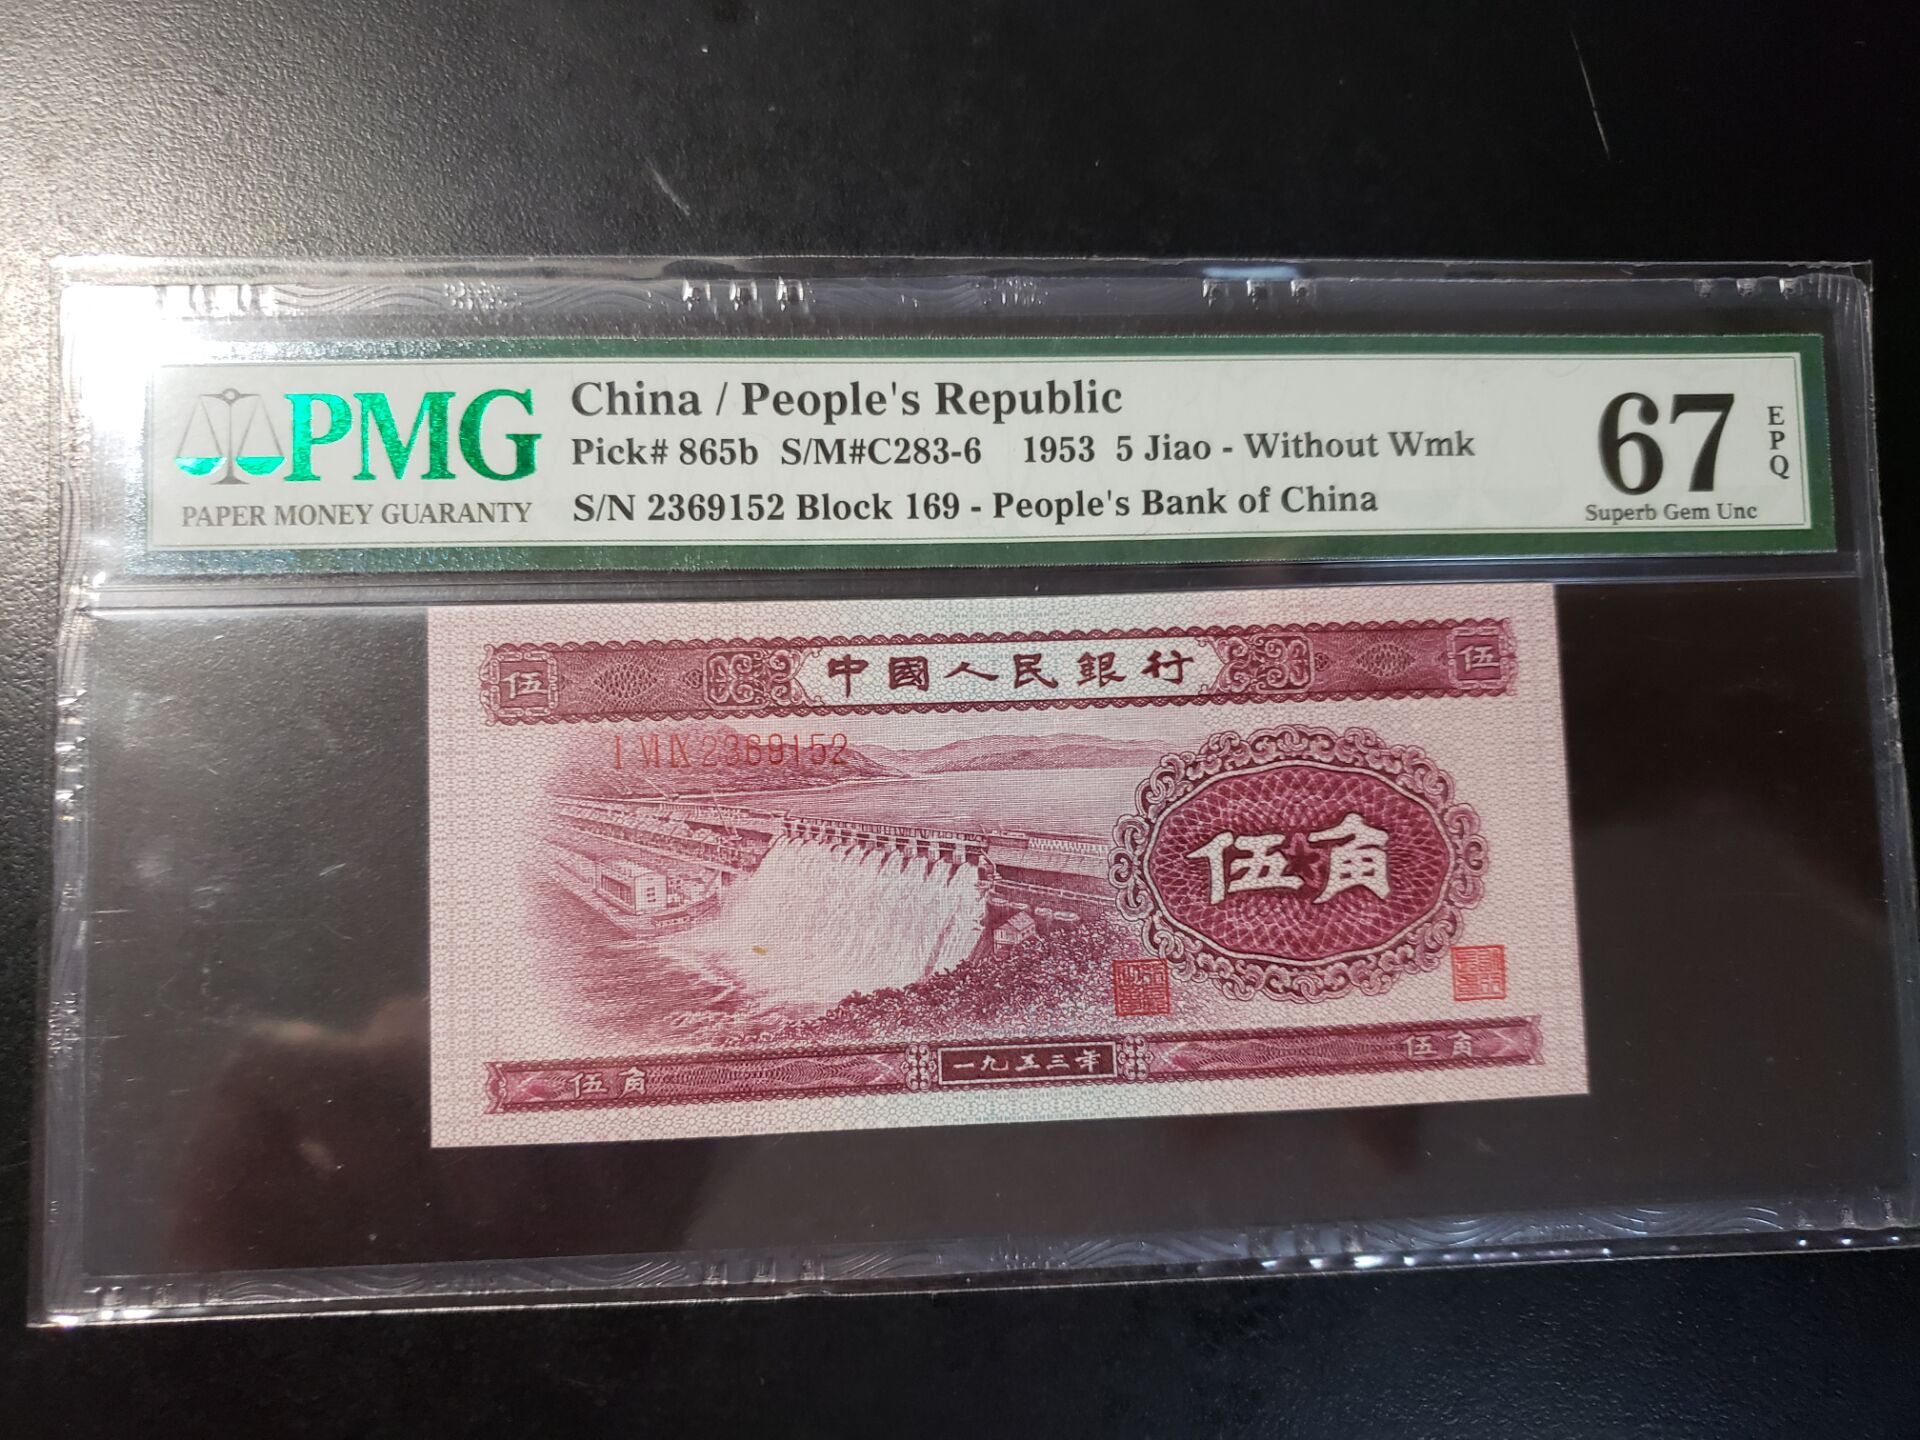 PMG
PAPER MONEY GUARANTY
China / People's Republic
Pick# 865b S/M#C283-6 1953 5 Jiao - Without Wmk
S/N 2369152 Block 169 - People's Bank of China
67
EPQ
Superb Gem Unc
伍 中國人民銀行 伍
I VI IX 2369152
伍角
伍角 一九五三年 伍角